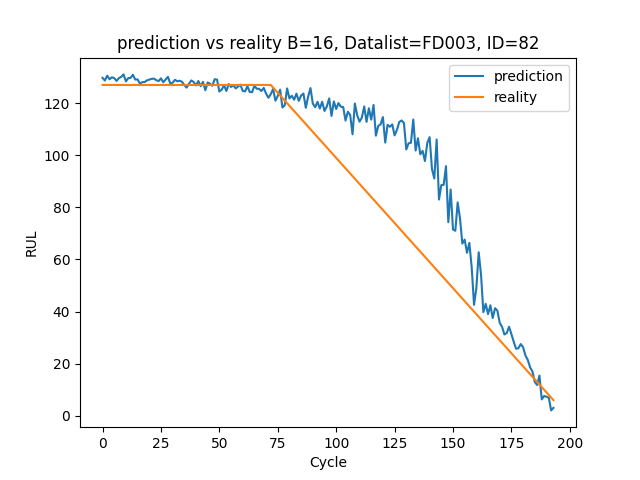 prediction vs reality B=16, Datalist=FD003, ID=82
prediction
reality
RUL
120
100
80
60
40
20
0
0 25 50 75 100 125 150 175 200
Cycle